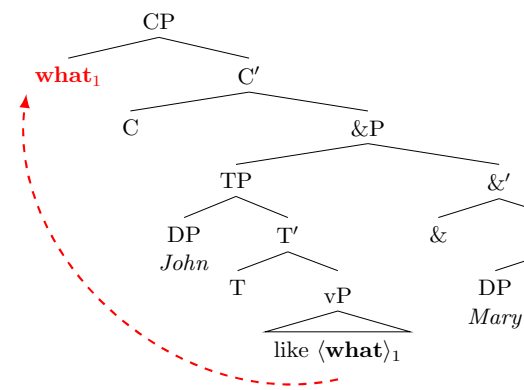 CP
what₁ C′
C &P
TP &′
DP T′ &
John T vP DP
Mary
like ⟨what⟩₁